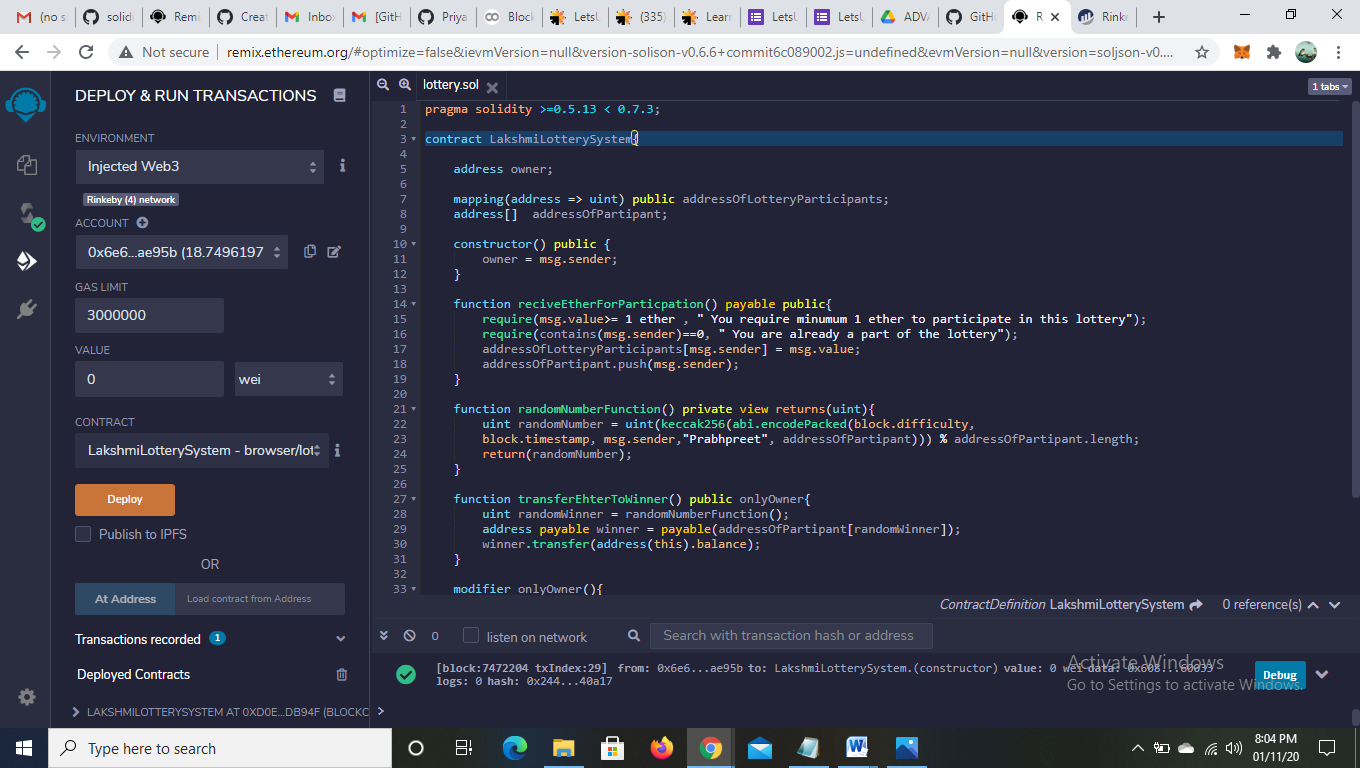 (no s
solidi
Remi
Creat
Inbox
[GitH
Priya
Block
LetsU
(335)
Learn
LetsU
LetsU
ADVA
GitHu
R
Rinke
Not secure
remix.ethereum.org/#optimize=false&ievmVersion=null&version-solison-v0.6.6+commit6c089002.js=undefined&evmVersion=null&version=soljson-v0....
DEPLOY & RUN TRANSACTIONS
ENVIRONMENT
Injected Web3
Rinkeby (4) network
ACCOUNT
0x6e6...ae95b (18.7496197
GAS LIMIT
3000000
VALUE
0
wei
CONTRACT
LakshmiLotterySystem - browser/lot
Deploy
Publish to IPFS
OR
At Address
Load contract from Address
Transactions recorded 1
Deployed Contracts
LAKSHMILOTTERYSYSTEM AT 0XD0E...DB94F (BLOCKC
lottery.sol
1 tabs
1 pragma solidity >=0.5.13 < 0.7.3;
2
3 contract LakshmiLotterySystem{
4
5 address owner;
6
7 mapping(address => uint) public addressOfLotteryParticipants;
8 address[]  addressOfPartipant;
9
10 constructor() public {
11 owner = msg.sender;
12 }
13
14 function reciveEtherForParticpation() payable public{
15 require(msg.value>= 1 ether , " You require minumum 1 ether to participate in this lottery");
16 require(contains(msg.sender)==0, " You are already a part of the lottery");
17 addressOfLotteryParticipants[msg.sender] = msg.value;
18 addressOfPartipant.push(msg.sender);
19 }
20
21 function randomNumberFunction() private view returns(uint){
22 uint randomNumber = uint(keccak256(abi.encodePacked(block.difficulty,
23 block.timestamp, msg.sender,"Prabhpreet", addressOfPartipant))) % addressOfPartipant.length;
24 return(randomNumber);
25 }
26
27 function transferEhterToWinner() public onlyOwner{
28 uint randomWinner = randomNumberFunction();
29 address payable winner = payable(addressOfPartipant[randomWinner]);
30 winner.transfer(address(this).balance);
31 }
32
33 modifier onlyOwner(){
ContractDefinition LakshmiLotterySystem
0 reference(s)
0
listen on network
Search with transaction hash or address
[block:7472204 txIndex:29] from: 0x6e6...ae95b to: LakshmiLotterySystem.(constructor) value: 0 wei data: 0x608...60033
logs: 0 hash: 0x244...40a17
Debug
>
Activate Windows
Go to Settings to activate Windows.
Type here to search
8:04 PM
01/11/20